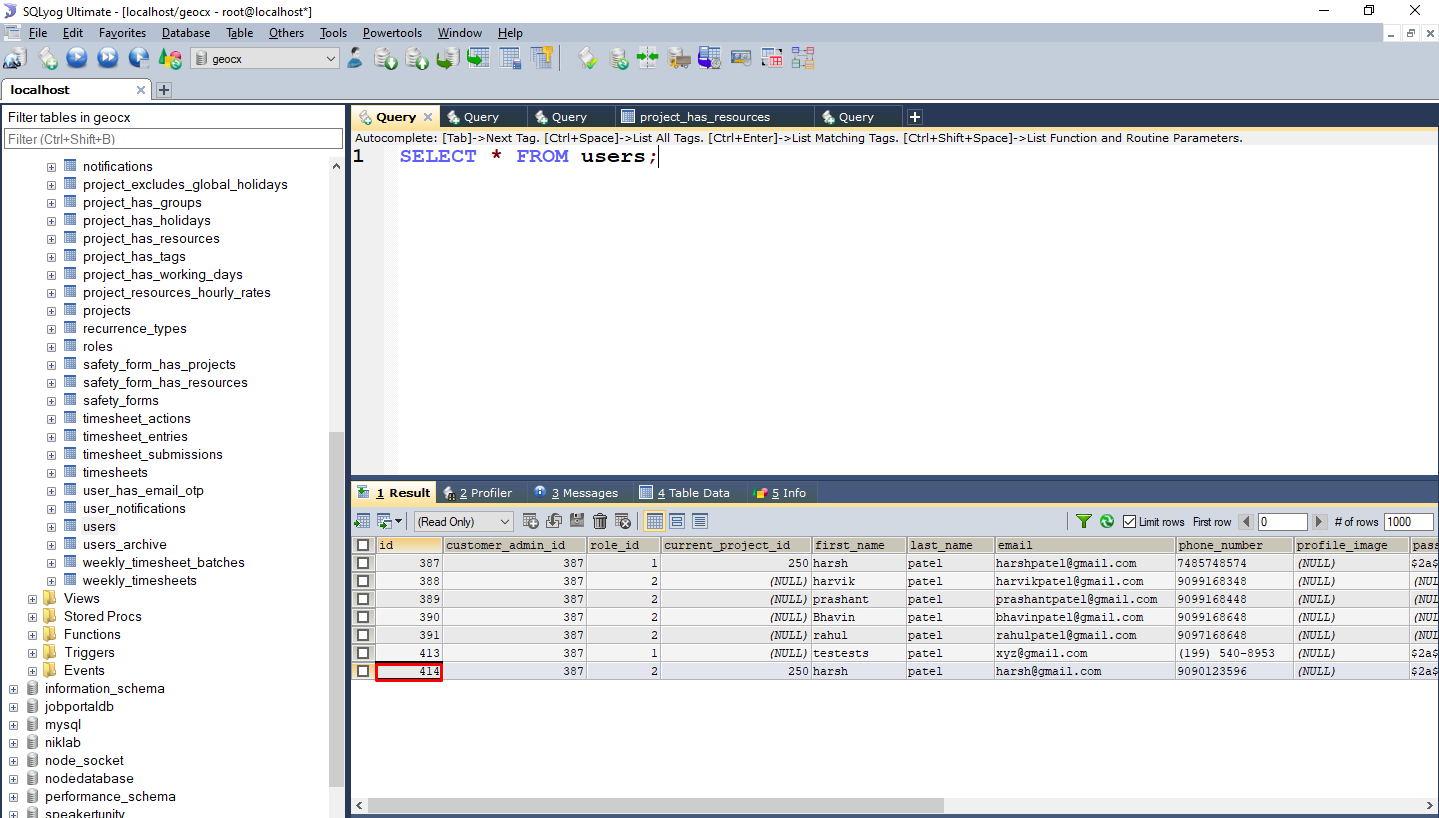 SQLyog Ultimate - [localhost/geocx - root@localhost*]
File Edit Favorites Database Table Others Tools Powertools Window Help
geocx
localhost
Filter tables in geocx
Filter (Ctrl+Shift+B)
notifications
project_excludes_global_holidays
project_has_groups
project_has_holidays
project_has_resources
project_has_tags
project_has_working_days
project_resources_hourly_rates
projects
recurrence_types
roles
safety_form_has_projects
safety_form_has_resources
safety_forms
timesheet_actions
timesheet_entries
timesheet_submissions
timesheets
user_has_email_otp
user_notifications
users
users_archive
weekly_timesheet_batches
weekly_timesheets
Views
Stored Procs
Functions
Triggers
Events
information_schema
jobportaldb
mysql
niklab
node_socket
nodedatabase
performance_schema
speakertunity
Query Query Query project_has_resources Query
Autocomplete: [Tab]->Next Tag. [Ctrl+Space]->List All Tags. [Ctrl+Enter]->List Matching Tags. [Ctrl+Shift+Space]->List Function and Routine Parameters.
1 SELECT * FROM users;
1 Result 2 Profiler 3 Messages 4 Table Data 5 Info
(Read Only) Limit rows First row 0 # of rows 1000
id customer_admin_id role_id current_project_id first_name last_name email phone_number profile_image pass
387 387 1 250 harsh patel harshpatel@gmail.com 7485748574 (NULL) $2a$
388 387 2 (NULL) harvik patel harvikpatel@gmail.com 9099168348 (NULL) (NUL
389 387 2 (NULL) prashant patel prashantpatel@gmail.com 9099168448 (NULL) (NUL
390 387 2 (NULL) Bhavin patel bhavinpatel@gmail.com 9099168648 (NULL) (NUL
391 387 2 (NULL) rahul patel rahulpatel@gmail.com 9097168648 (NULL) (NUL
413 387 1 (NULL) testests patel xyz@gmail.com (199) 540-8953 (NULL) $2a$
414 387 2 250 harsh patel harsh@gmail.com 9090123596 (NULL) $2a$